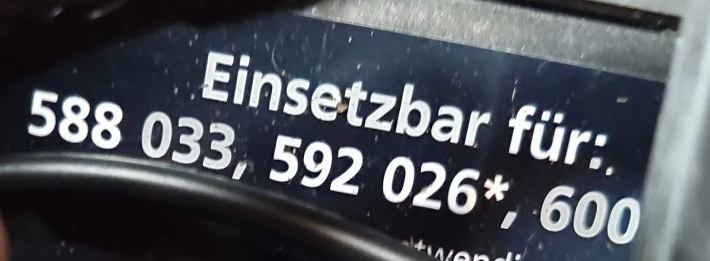 Einsetzbar für:
588 033, 592 026*, 600